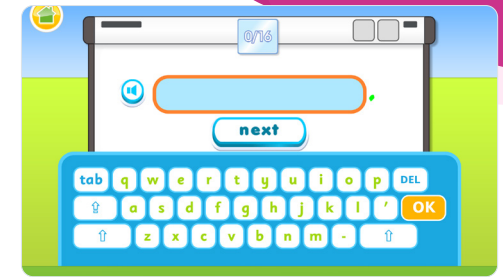 0/16
next
tab q w e r t y u i o p DEL
a s d f g h j k l ' OK
z x c v b n m -